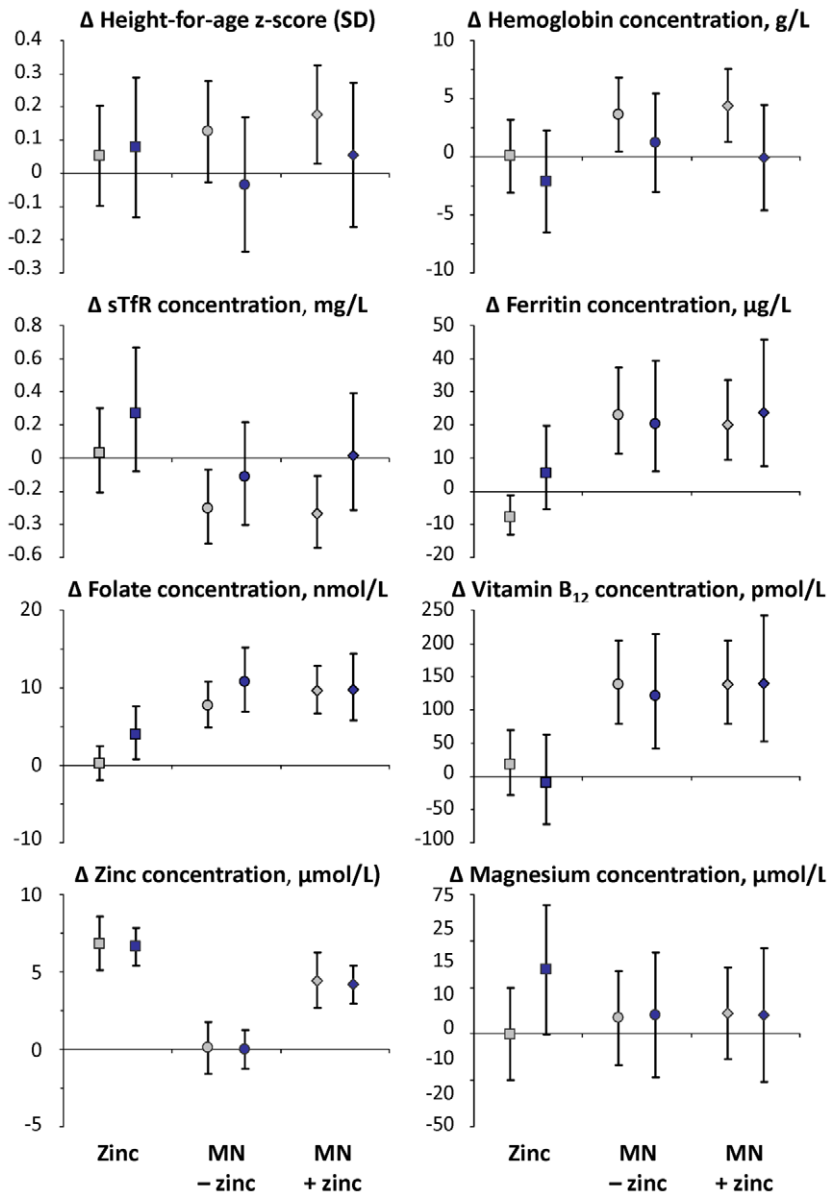 Δ Height-for-age z-score (SD)
0.4
0.3
0.2
0.1
0
-0.1
-0.2
-0.3
Δ Hemoglobin concentration, g/L
10
5
0
-5
-10
Δ sTfR concentration, mg/L
0.8
0.6
0.4
0.2
0
-0.2
-0.3
-0.6
Δ Ferritin concentration, µg/L
50
40
30
20
10
0
-10
-20
Δ Folate concentration, nmol/L
20
10
0
-10
Δ Vitamin B₁₂ concentration, pmol/L
250
200
150
100
50
0
-50
-100
Δ Zinc concentration, µmol/L)
10
5
0
-5
Δ Magnesium concentration, µmol/L
75
25
15
10
0
-10
-20
-50
Zinc
MN
– zinc
MN
+ zinc
Zinc
MN
– zinc
MN
+ zinc